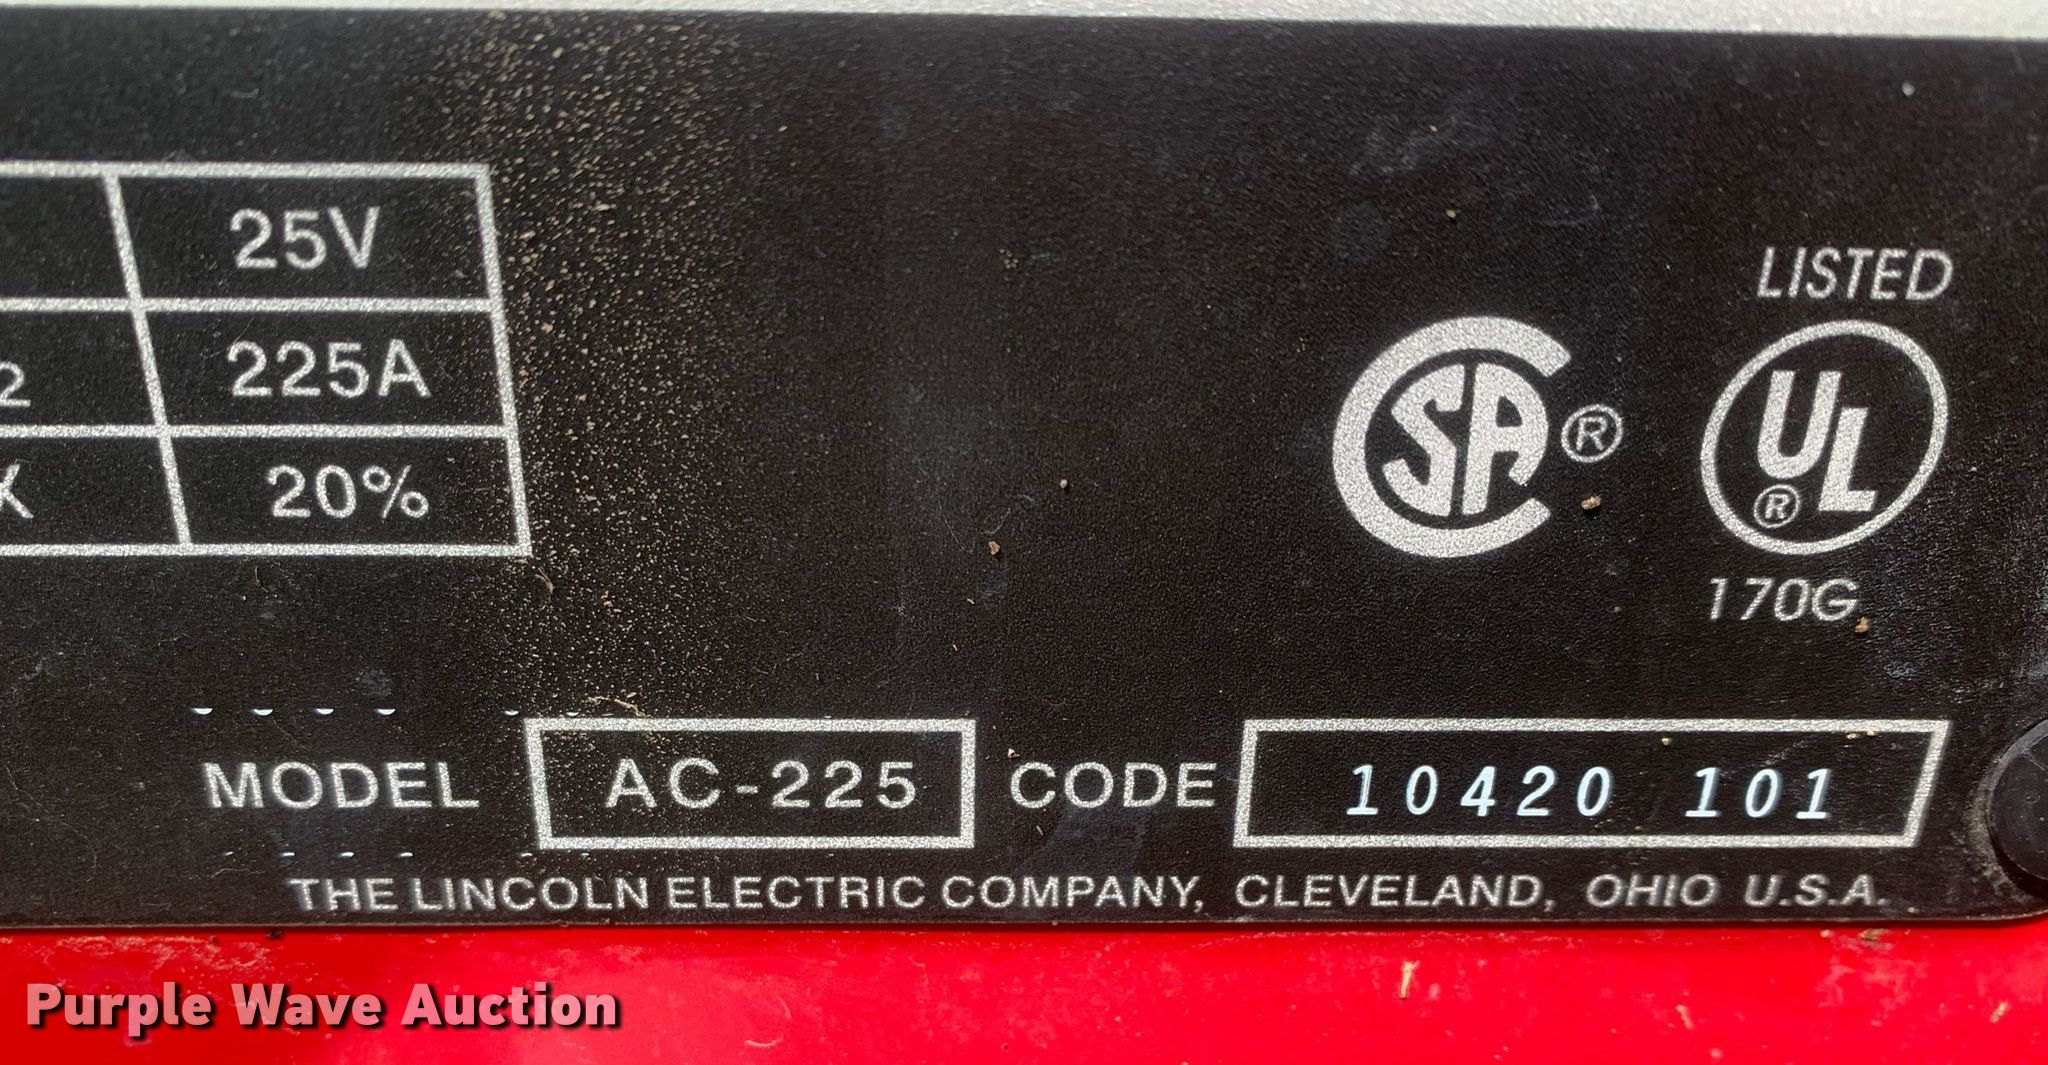 25V
2 225A
X 20%
LISTED
CSA ®
UL ®
170G
MODEL AC-225 CODE 10420 101
THE LINCOLN ELECTRIC COMPANY, CLEVELAND, OHIO U.S.A.
Purple Wave Auction